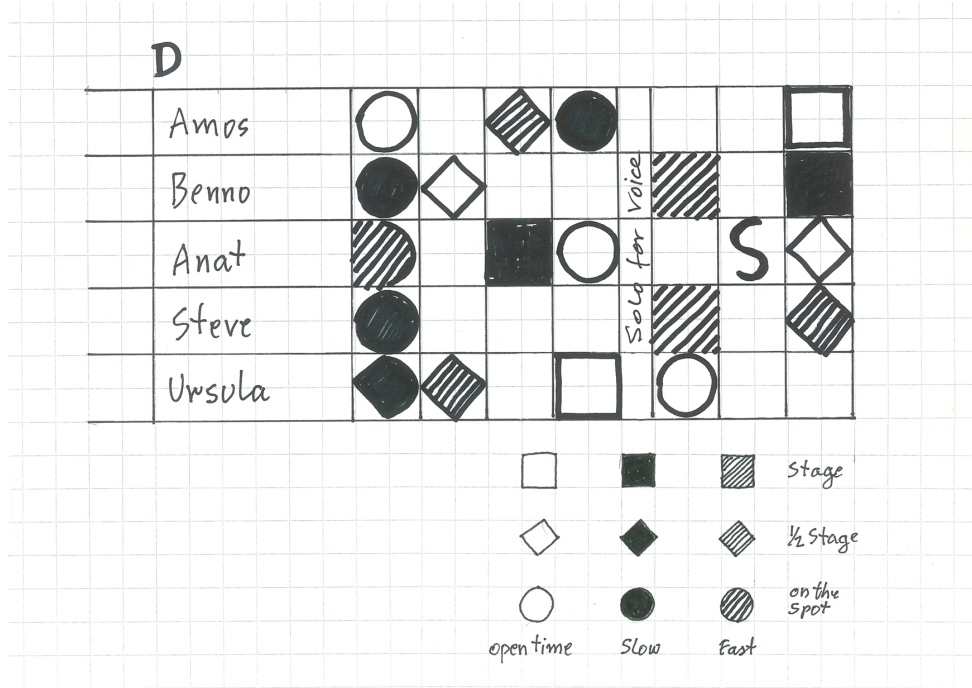 D
Amos
Benno
Anat
Steve
Ursula
Solo for voice
S
Stage
½ Stage
on the
spot
open time
Slow
Fast